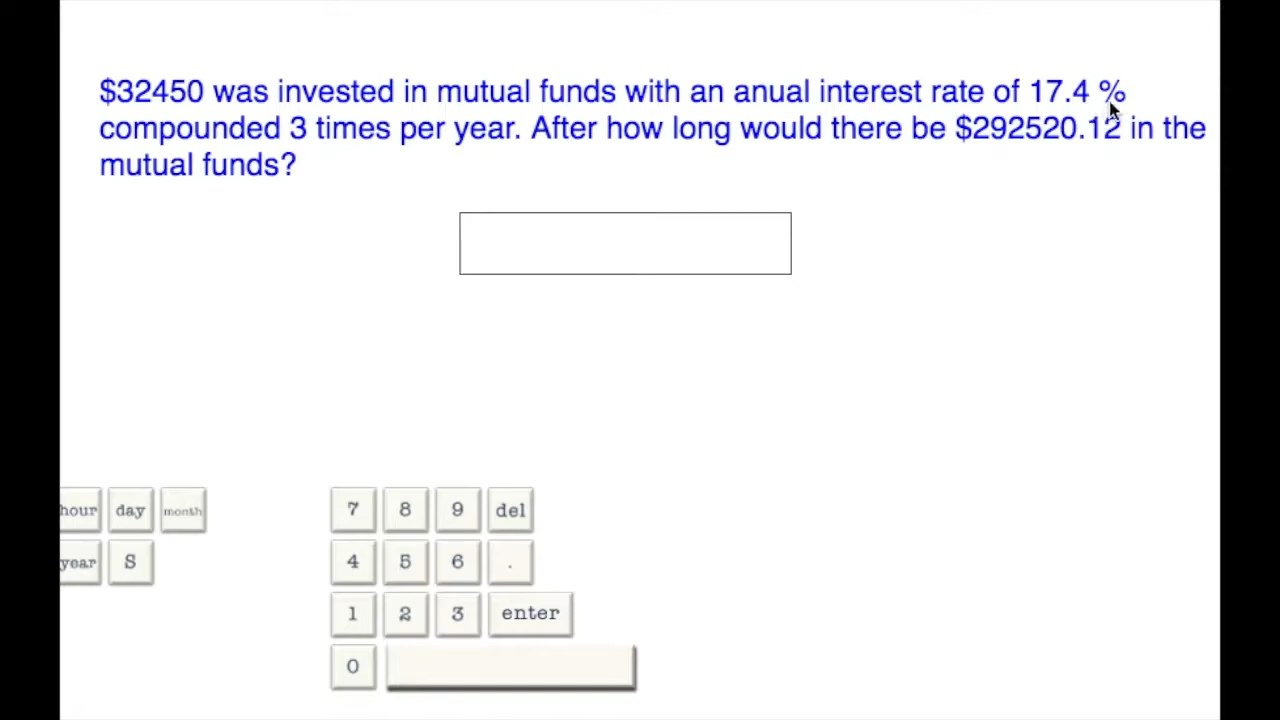 $32450 was invested in mutual funds with an anual interest rate of 17.4 %
compounded 3 times per year. After how long would there be $292520.12 in the
mutual funds?
hour day month
year S
7 8 9 del
4 5 6 .
1 2 3 enter
0